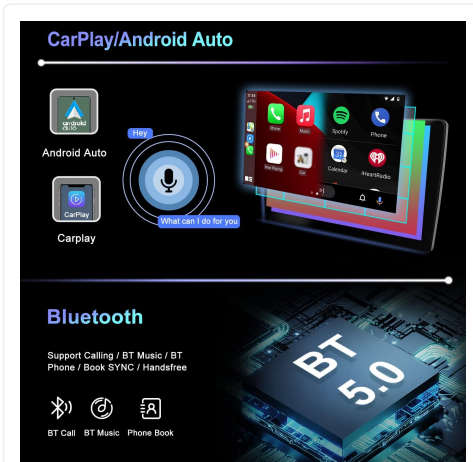 CarPlay/Android Auto
android
auto
Android Auto
CarPlay
Carplay
Hey
What can I do for you
Phone
Music
Spotify
Phone
Now Playing
Car
Calendar
iHeartRadio
Bluetooth
Support Calling / BT Music / BT
Phone / Book SYNC / Handsfree
BT Call
BT Music
Phone Book
BT
5.0